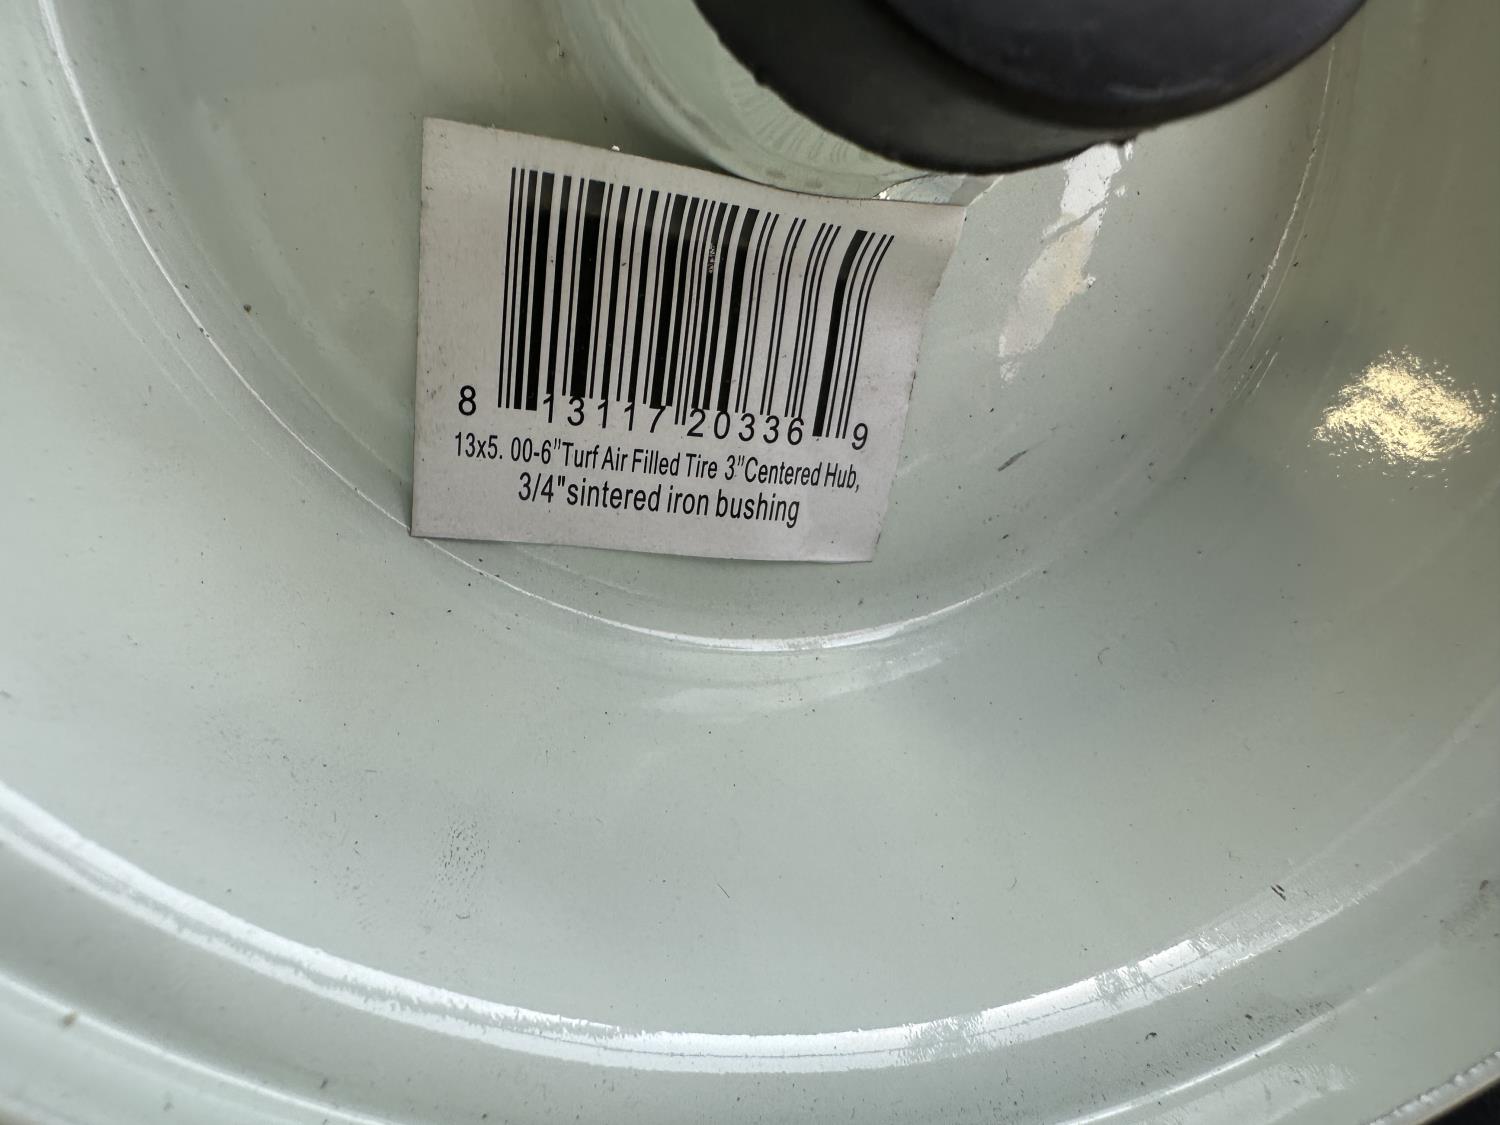 8 13117 20336 9
13x5. 00-6"Turf Air Filled Tire 3"Centered Hub,
3/4"sintered iron bushing